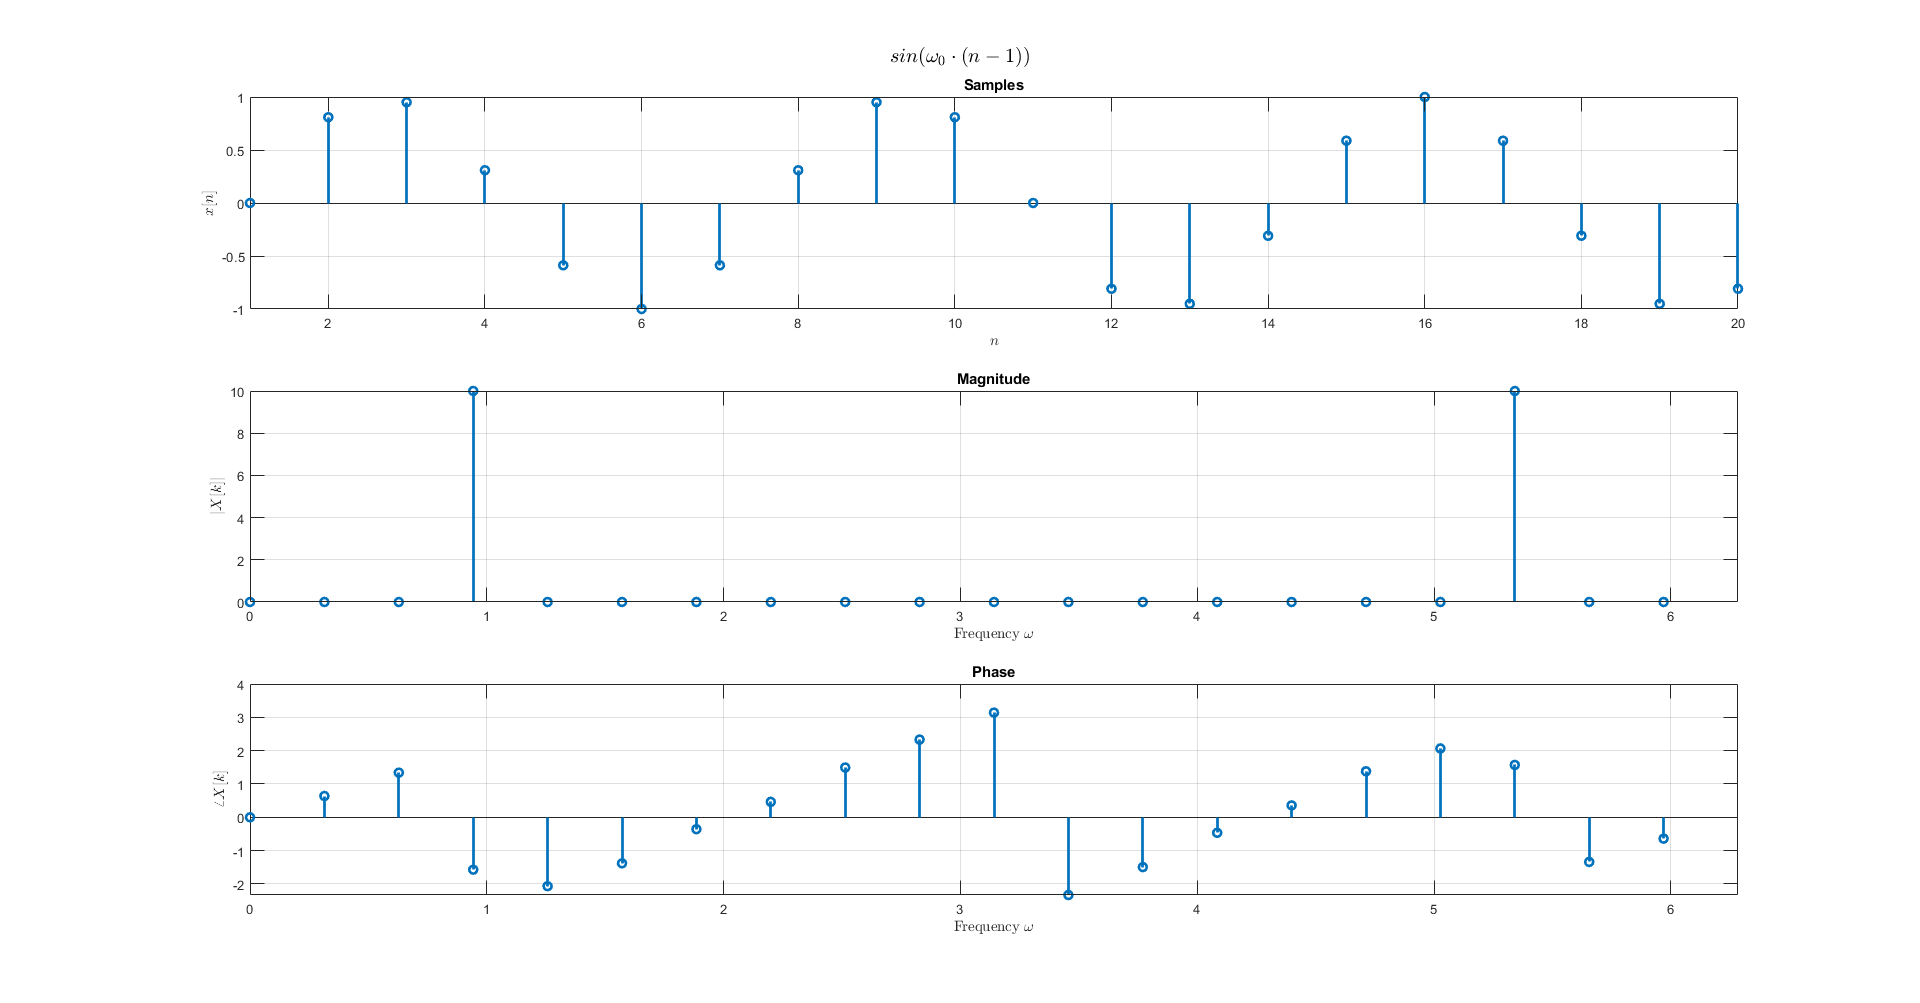 sin(ω₀ · (n − 1))
Samples
x[n]
1
0.5
0
-0.5
-1
2 4 6 8 10 12 14 16 18 20
n
Magnitude
|X[k]|
10
8
6
4
2
0
0 1 2 3 4 5 6
Frequency ω
Phase
∠X[k]
4
3
2
1
0
-1
-2
0 1 2 3 4 5 6
Frequency ω